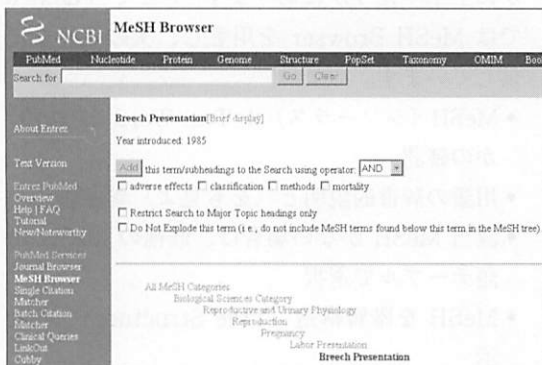 NCBI
MeSH Browser
PubMed Nucleotide Protein Genome Structure PopSet Taxonomy OMIM Boo
Search for Go Clear
About Entrez
Text Version
Entrez PubMed
Overview
Help | FAQ
Tutorial
New/Noteworthy
PubMed Services
Journal Browser
MeSH Browser
Single Citation
Matcher
Batch Citation
Matcher
Clinical Queries
LinkOut
Cubby
Breech Presentation[Brief display]
Year introduced: 1985
Add this term/subheadings to the Search using operator: AND
adverse effects classification methods mortality
Restrict Search to Major Topic headings only
Do Not Explode this term (i.e., do not include MeSH terms found below this term in the MeSH tree).
All MeSH Categories
Biological Sciences Category
Reproductive and Urinary Physiology
Reproduction
Pregnancy
Labor Presentation
Breech Presentation